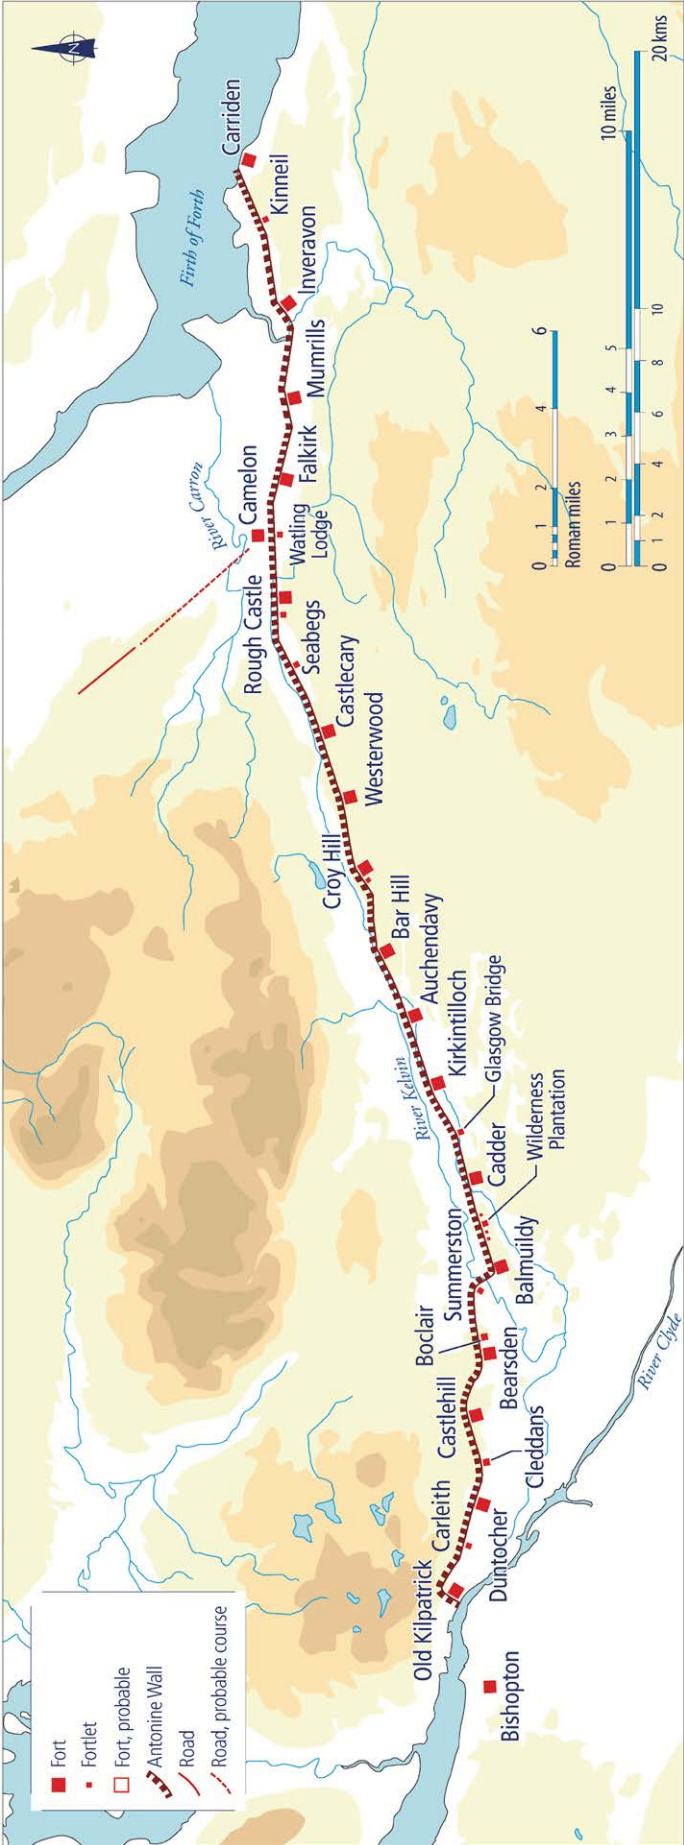 Fort
Fortlet
Fort, probable
Antonine Wall
Road
Road, probable course
N
Firth of Forth
River Carron
River Kelvin
River Clyde
Bishopton
Old Kilpatrick
Carleith
Duntocher
Cleddans
Castlehill
Bearsden
Boclair
Summerston
Balmuildy
Wilderness
Plantation
Cadder
Glasgow Bridge
Kirkintilloch
Auchendavy
Bar Hill
Croy Hill
Westerwood
Castlecary
Seabegs
Rough Castle
Watling
Lodge
Camelon
Falkirk
Mumrills
Inveravon
Kinneil
Carriden
0 1 2 4 6
Roman miles
0 1 2 3 4 5 10 miles
0 1 2 4 6 8 10 20 kms